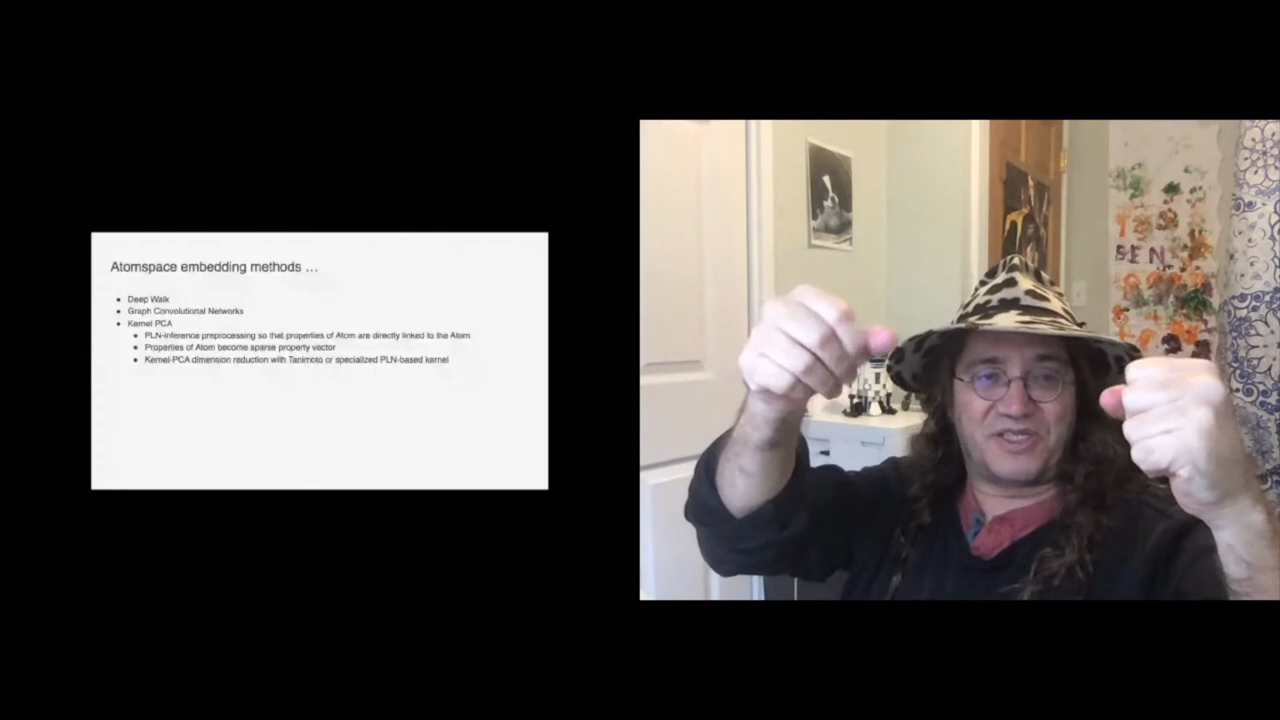 Atomspace embedding methods …
Deep Walk
Graph Convolutional Networks
Kernel PCA
PLN-inference preprocessing so that properties of Atom are directly linked to the Atom
Properties of Atom become sparse property vector
Kernel-PCA dimension reduction with Tanimoto or specialized PLN-based kernel
BEN